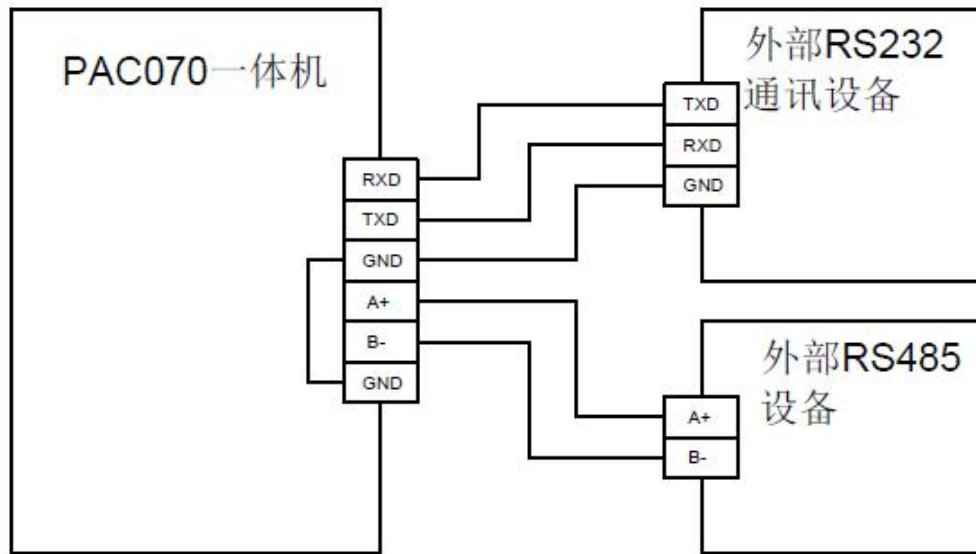 PAC070一体机
RXD
TXD
GND
A+
B-
GND
外部RS232
通讯设备
TXD
RXD
GND
外部RS485
设备
A+
B-